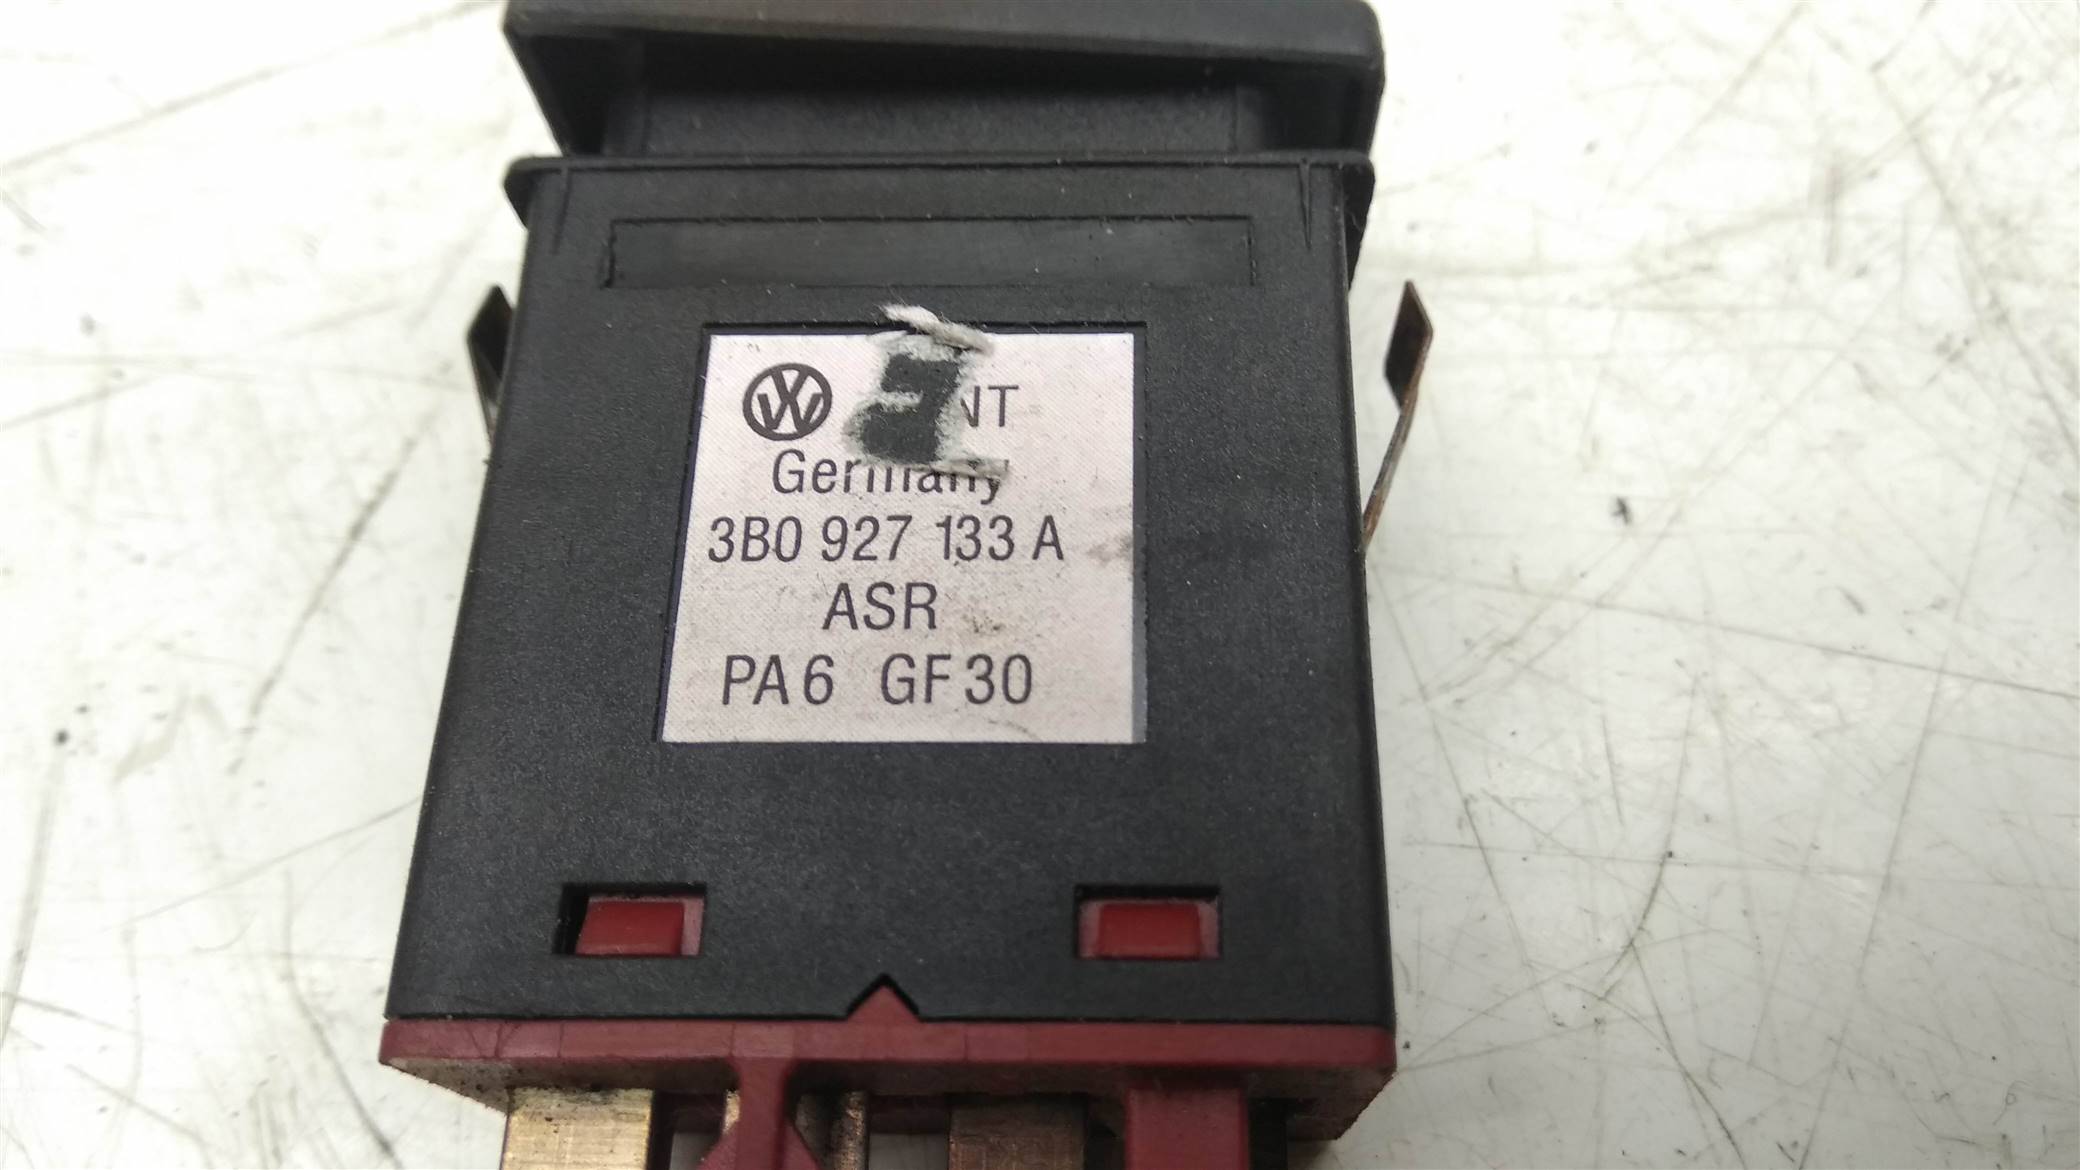 Germany
3B0 927 133 A
ASR
PA6 GF30